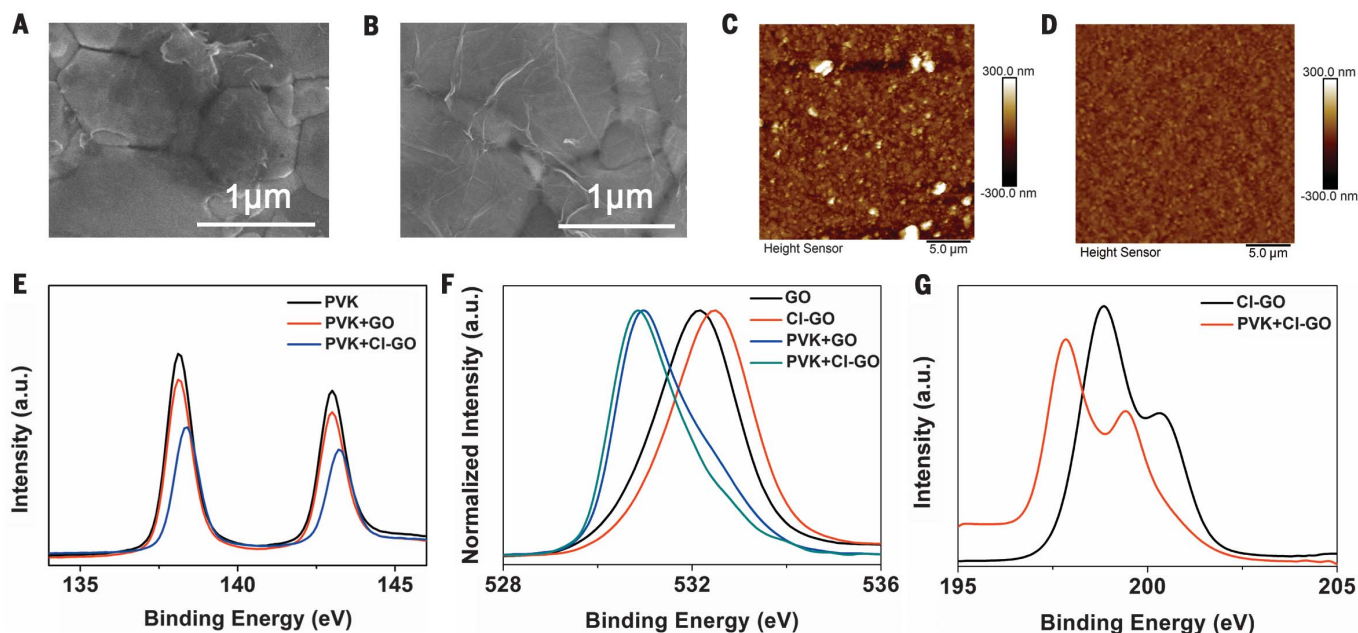 A
1μm
B
1μm
C
300.0 nm
-300.0 nm
Height Sensor
5.0 μm
D
300.0 nm
-300.0 nm
Height Sensor
5.0 μm
E
PVK
PVK+GO
PVK+Cl-GO
Intensity (a.u.)
135
140
145
Binding Energy (eV)
F
GO
Cl-GO
PVK+GO
PVK+Cl-GO
Normalized Intensity (a.u.)
528
532
536
Binding Energy (eV)
G
Cl-GO
PVK+Cl-GO
Intensity (a.u.)
195
200
205
Binding Energy (eV)